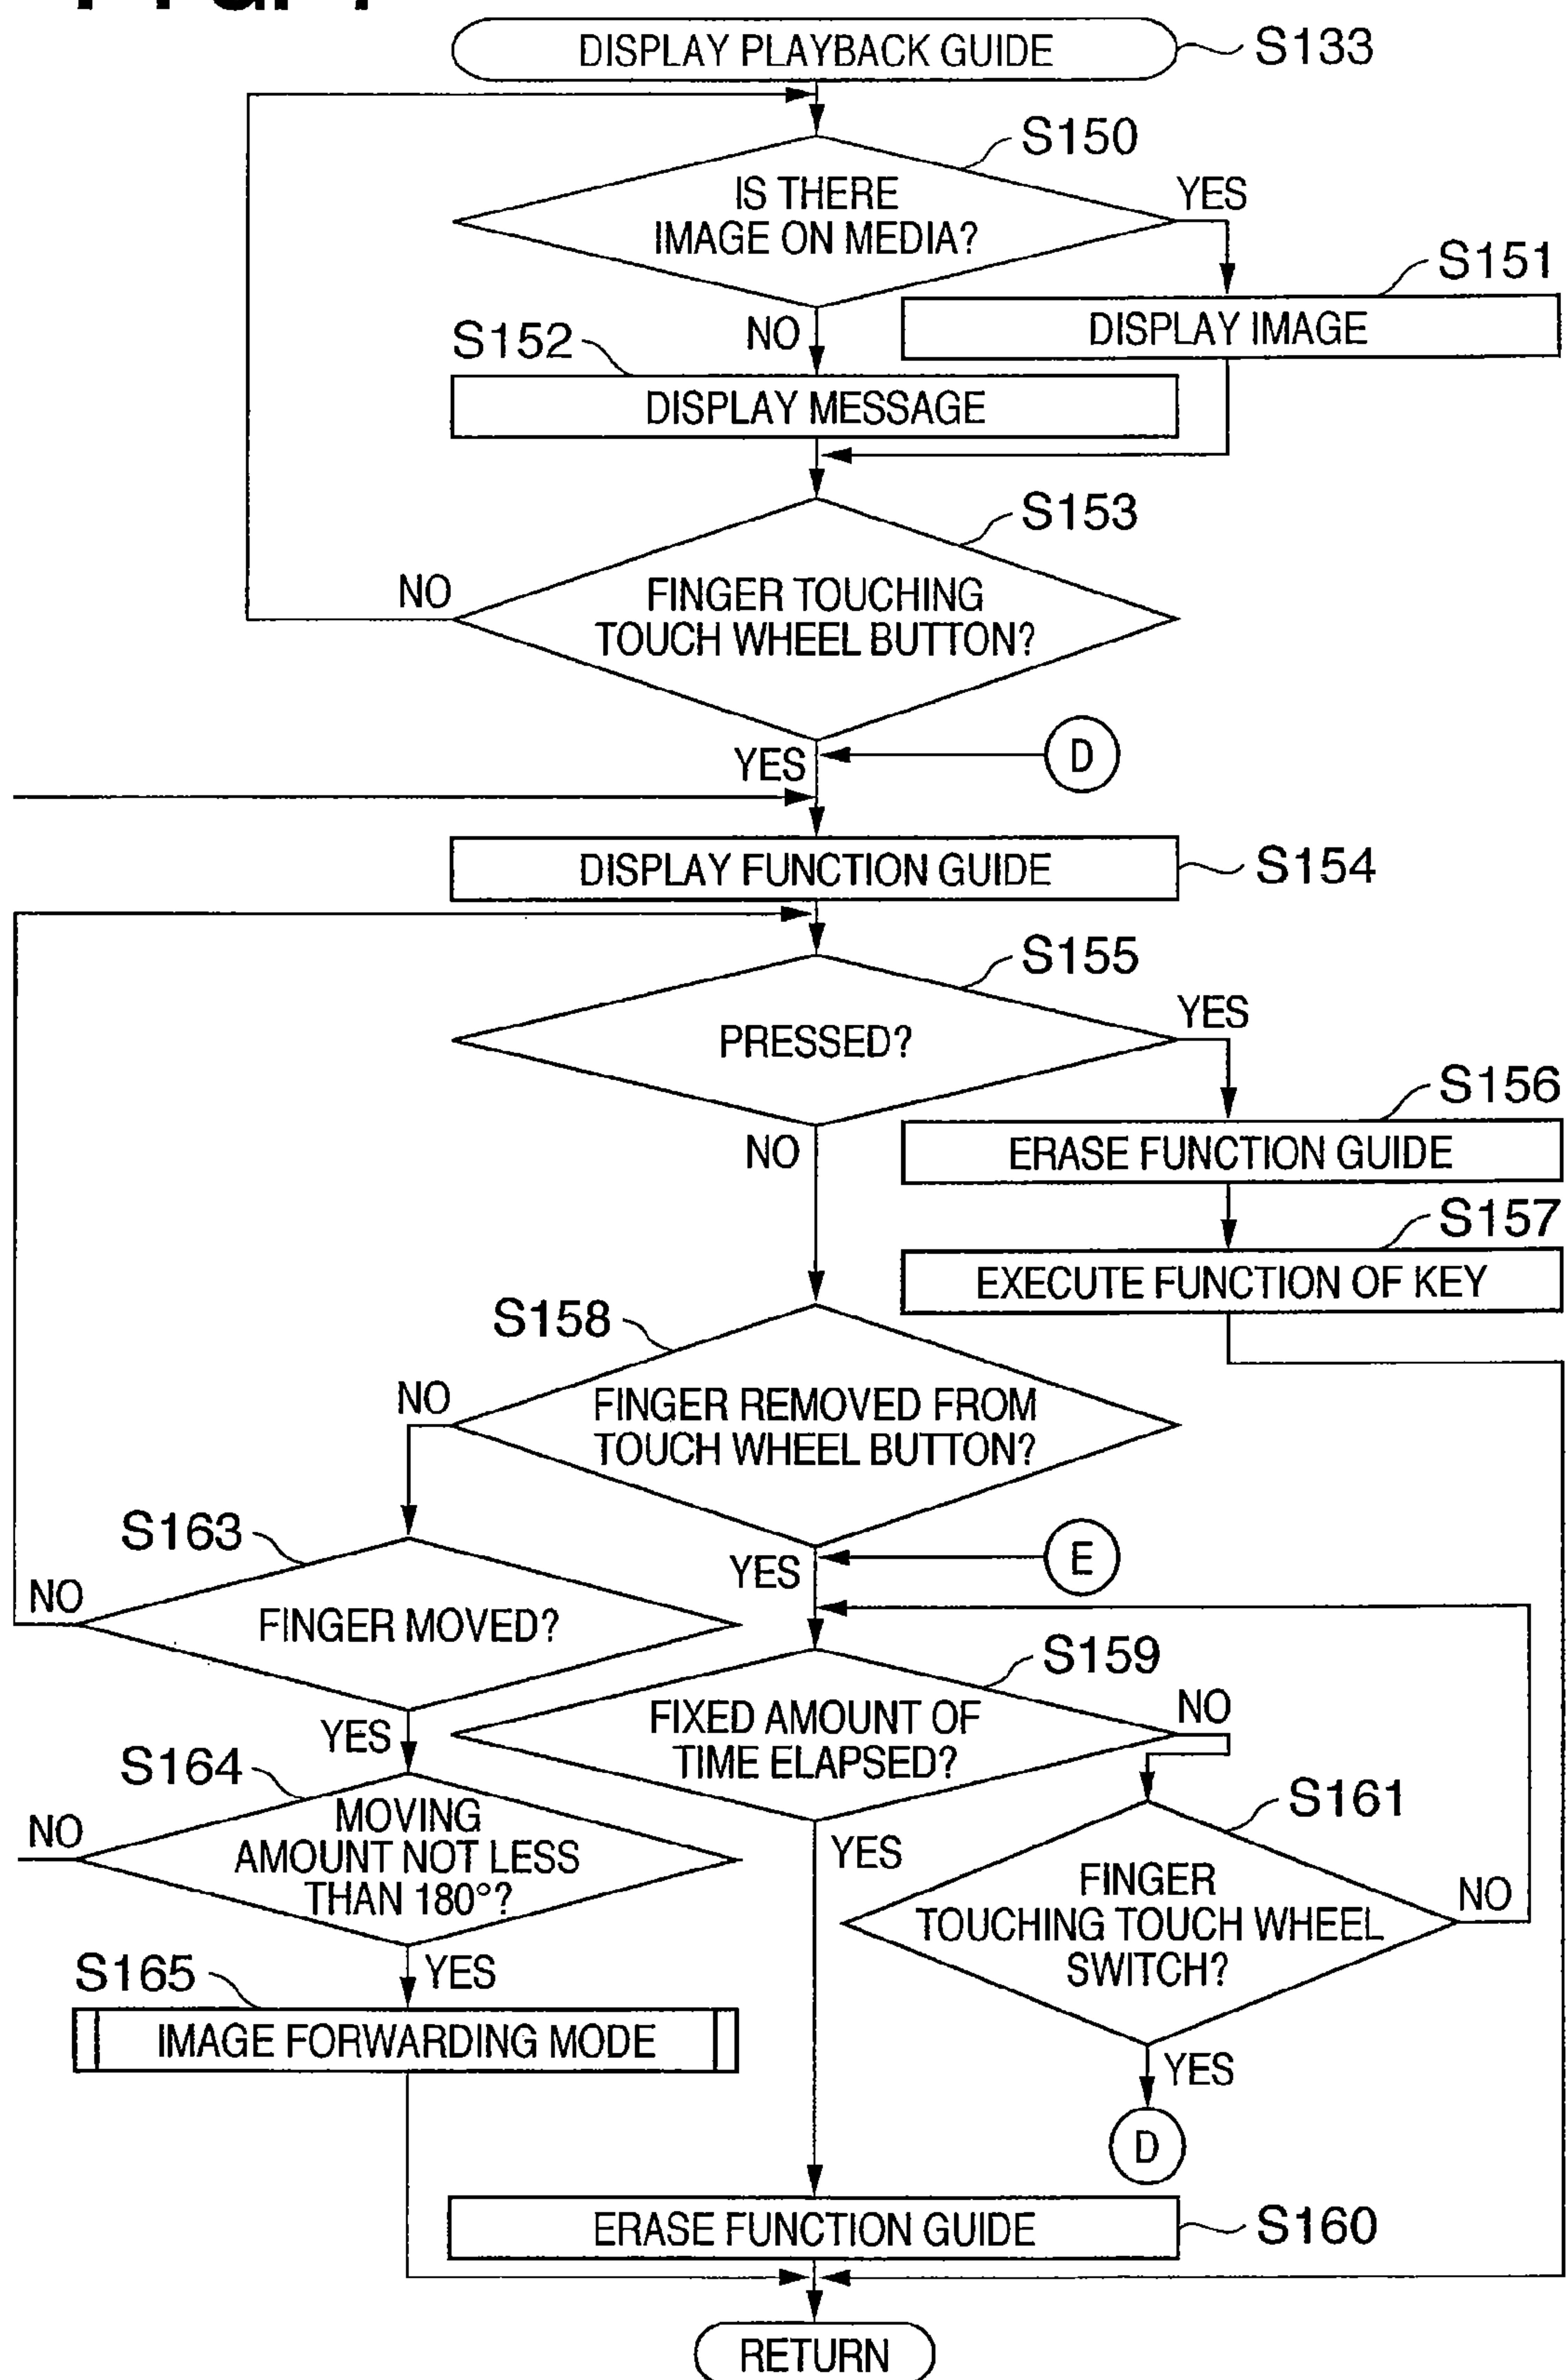 DISPLAY PLAYBACK GUIDE
S133
S150
IS THERE
IMAGE ON MEDIA?
YES
S151
DISPLAY IMAGE
NO
S152
DISPLAY MESSAGE
S153
NO
FINGER TOUCHING
TOUCH WHEEL BUTTON?
YES
D
DISPLAY FUNCTION GUIDE
S154
S155
PRESSED?
YES
S156
ERASE FUNCTION GUIDE
NO
S157
EXECUTE FUNCTION OF KEY
S158
NO
FINGER REMOVED FROM
TOUCH WHEEL BUTTON?
S163
YES
E
NO
FINGER MOVED?
S159
FIXED AMOUNT OF
TIME ELAPSED?
NO
YES
S164
S161
NO
MOVING
AMOUNT NOT LESS
THAN 180°?
YES
FINGER
TOUCHING TOUCH WHEEL
SWITCH?
NO
S165
YES
IMAGE FORWARDING MODE
YES
D
ERASE FUNCTION GUIDE
S160
RETURN